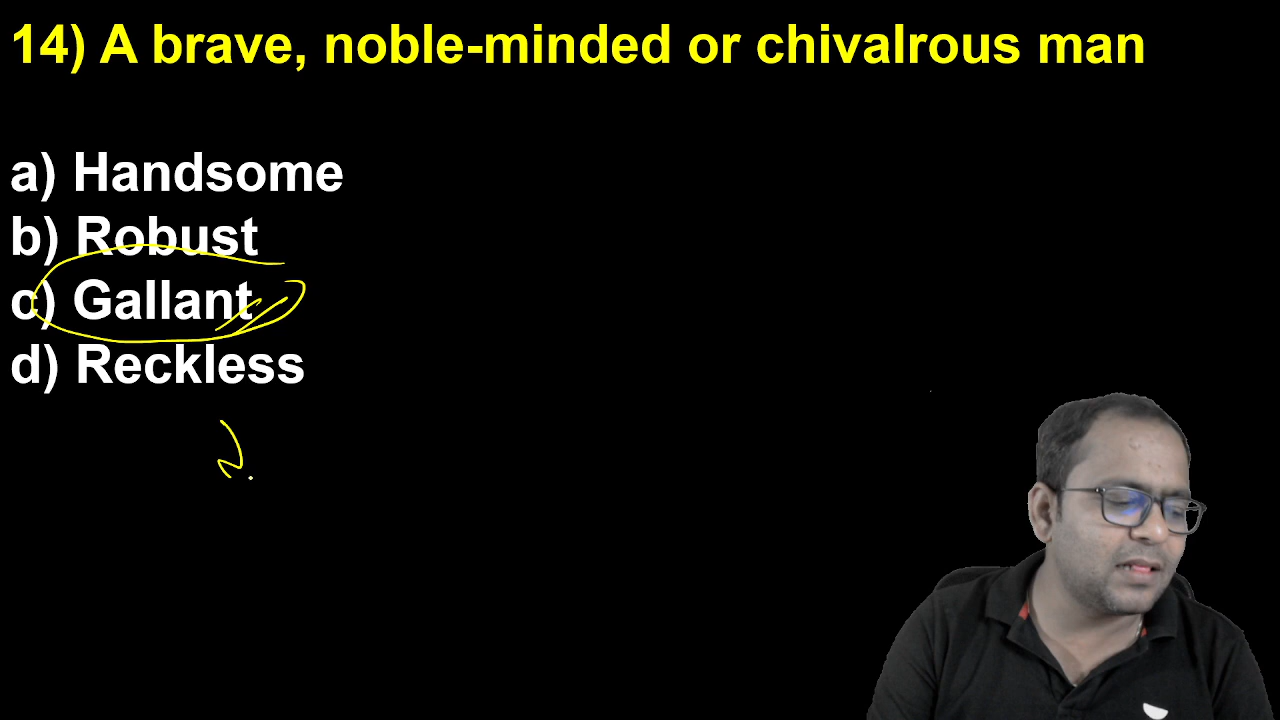 14) A brave, noble-minded or chivalrous man
a) Handsome
b) Robust
c) Gallant
d) Reckless